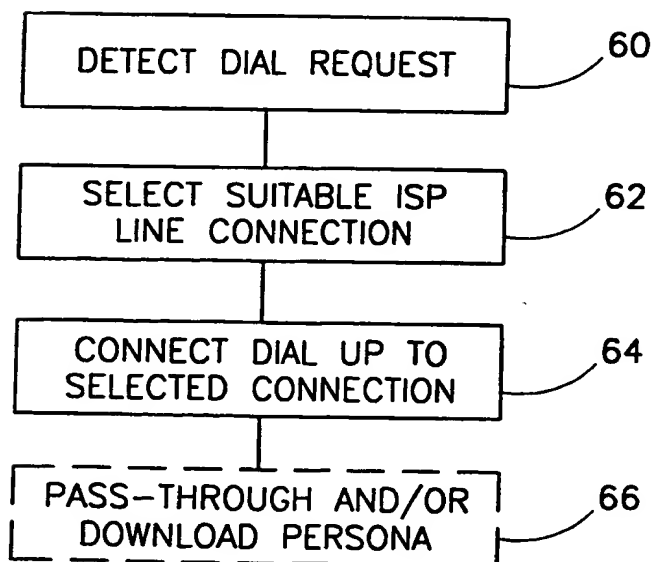 DETECT DIAL REQUEST
60
SELECT SUITABLE ISP
LINE CONNECTION
62
CONNECT DIAL UP TO
SELECTED CONNECTION
64
PASS-THROUGH AND/OR
DOWNLOAD PERSONA
66